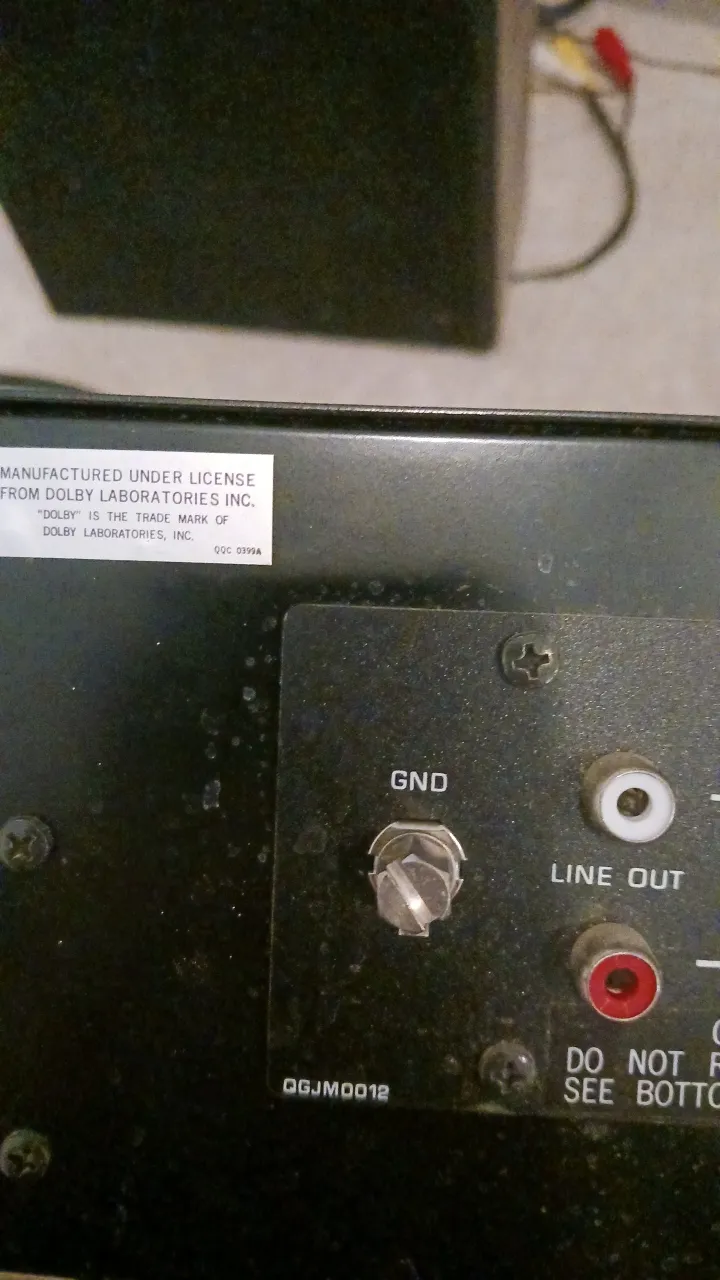 MANUFACTURED UNDER LICENSE
FROM DOLBY LABORATORIES INC.
"DOLBY" IS THE TRADE MARK OF
DOLBY LABORATORIES, INC.
QQC 0399A
GND
LINE OUT
DO NOT
SEE
QGJM0012